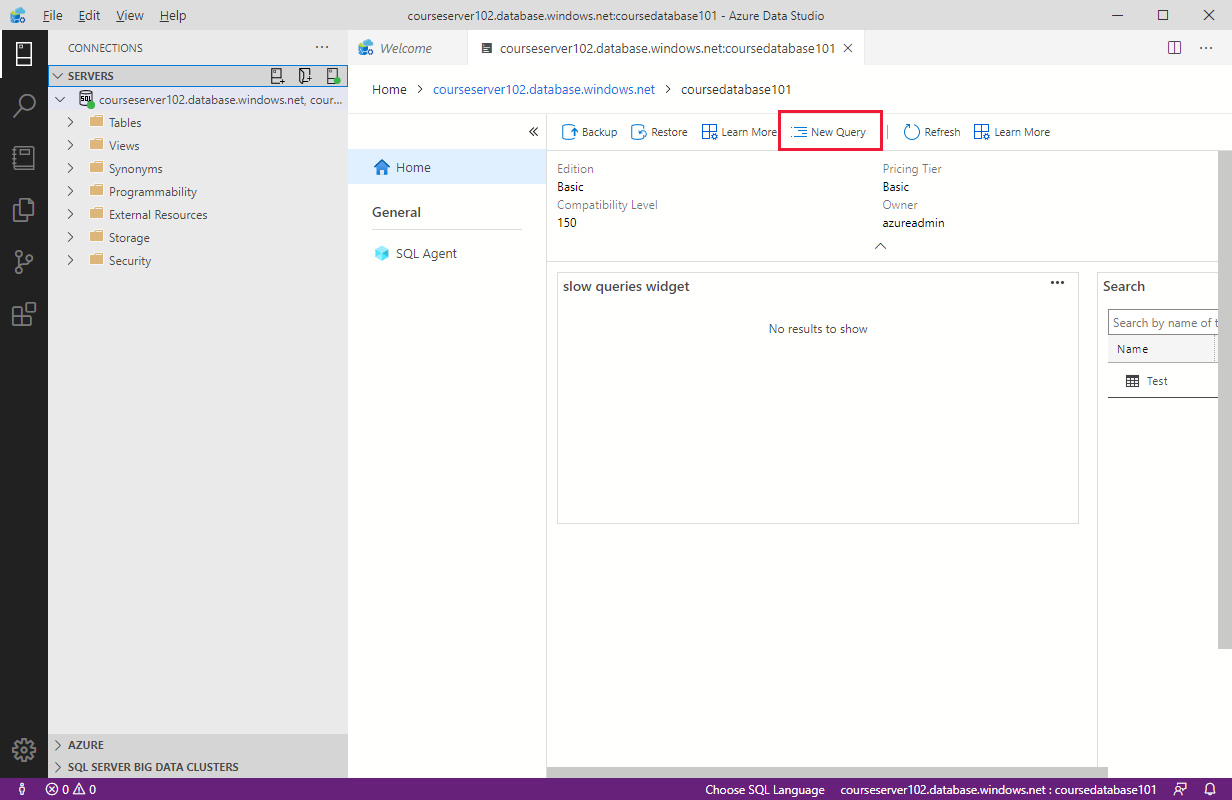 File Edit View Help
courseserver102.database.windows.net:coursedatabase101 - Azure Data Studio
CONNECTIONS
SERVERS
SQL
courseserver102.database.windows.net, cour...
Tables
Views
Synonyms
Programmability
External Resources
Storage
Security
AZURE
SQL SERVER BIG DATA CLUSTERS
Welcome
courseserver102.database.windows.net:coursedatabase101
Home > courseserver102.database.windows.net > coursedatabase101
Backup Restore Learn More New Query Refresh Learn More
Home
General
SQL Agent
Edition
Basic
Compatibility Level
150
Pricing Tier
Basic
Owner
azureadmin
slow queries widget
No results to show
Search
Search by name of t
Name
Test
0 0
Choose SQL Language courseserver102.database.windows.net : coursedatabase101